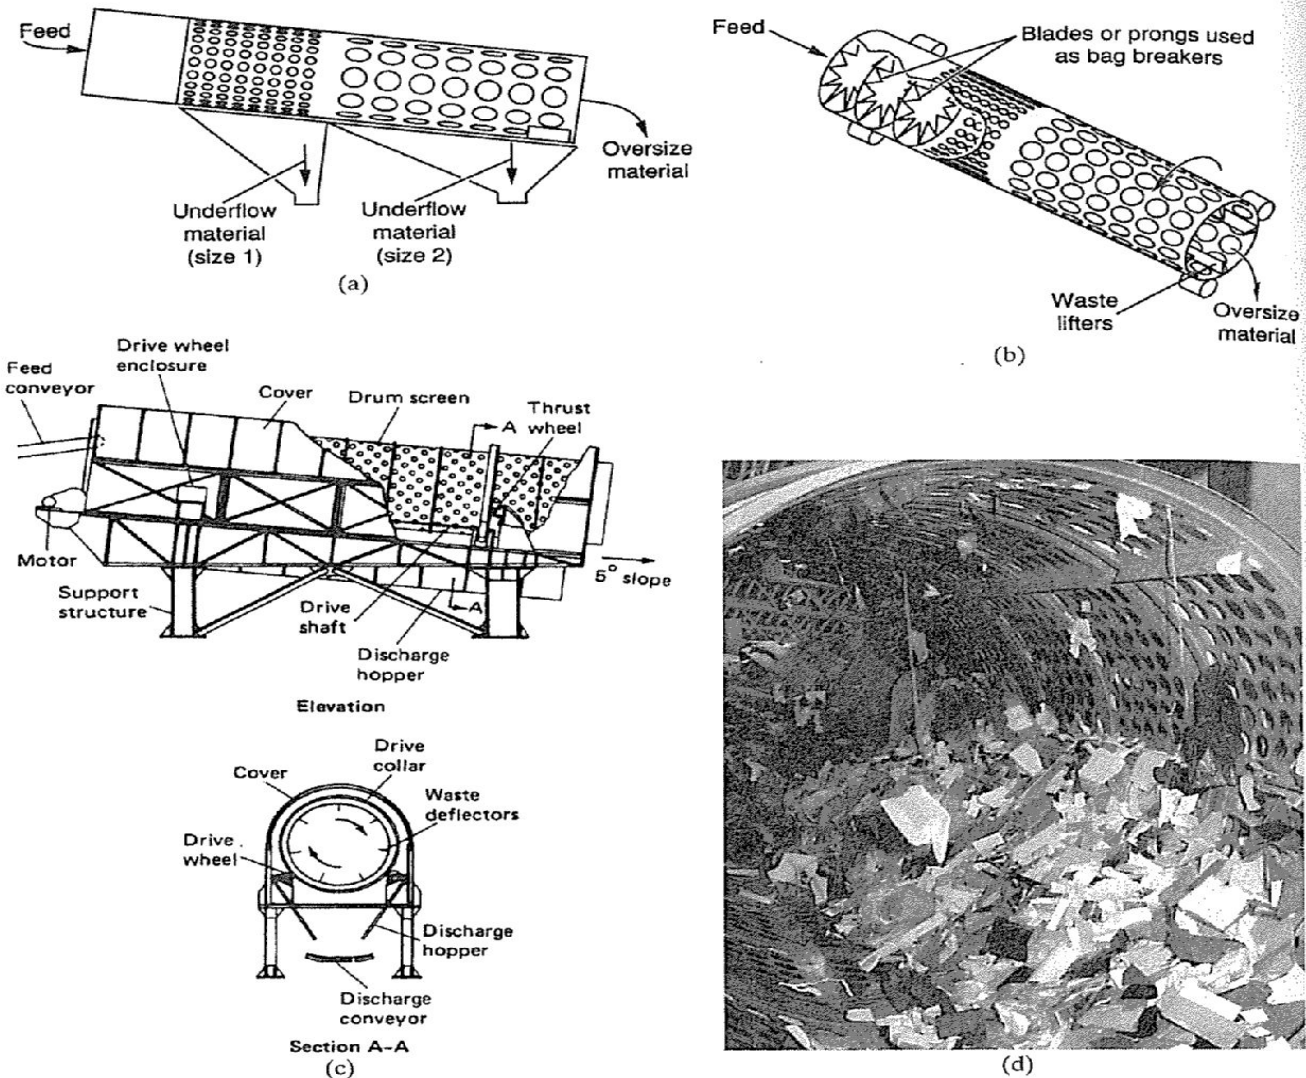 Feed
Oversize
material
Underflow
material
(size 1)
Underflow
material
(size 2)
(a)
Feed
Blades or prongs used
as bag breakers
Waste
lifters
Oversize
material
(b)
Drive wheel
enclosure
Feed
conveyor
Cover
Drum screen
A
Thrust
wheel
Motor
Support
structure
Drive
shaft
A
5° slope
Discharge
hopper
Elevation
Drive
collar
Cover
Waste
deflectors
Drive
wheel
Discharge
hopper
Discharge
conveyor
Section A-A
(c)
(d)